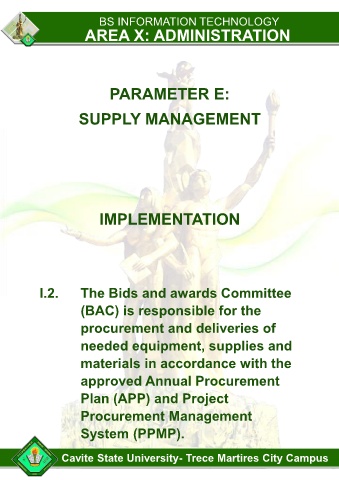 BS INFORMATION TECHNOLOGY
AREA X: ADMINISTRATION
PARAMETER E:
SUPPLY MANAGEMENT
IMPLEMENTATION
I.2. The Bids and awards Committee
(BAC) is responsible for the
procurement and deliveries of
needed equipment, supplies and
materials in accordance with the
approved Annual Procurement
Plan (APP) and Project
Procurement Management
System (PPMP).
Cavite State University- Trece Martires City Campus